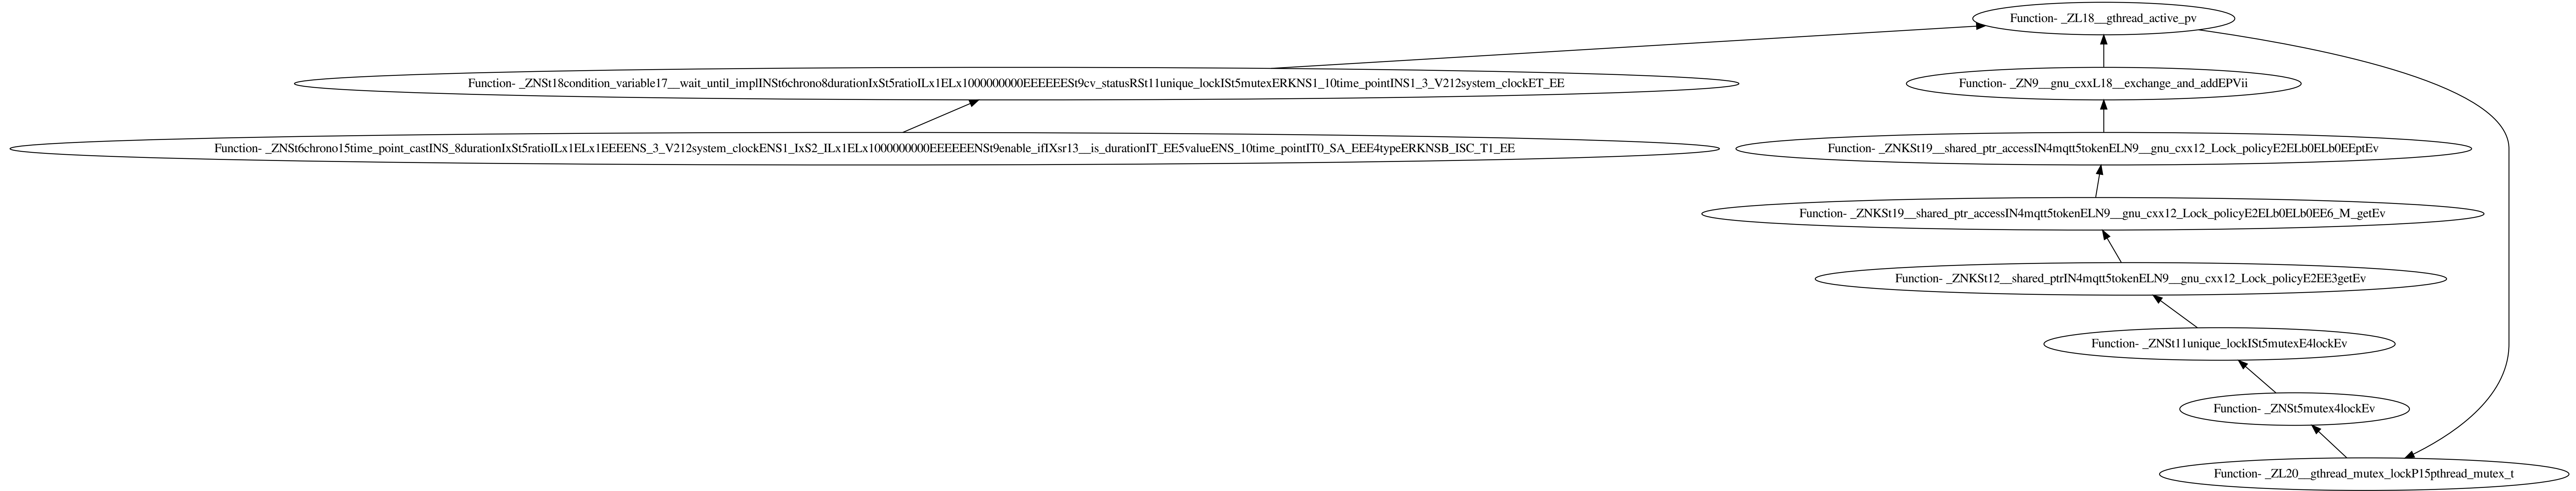 Function- _ZL18__gthread_active_pv
Function- _ZNSt18condition_variable17__wait_until_implINSt6chrono8durationIxSt5ratioILx1ELx1000000000EEEEEESt9cv_statusRSt11unique_lockISt5mutexERKNS1_10time_pointINS1_3_V212system_clockET_EE
Function- _ZN9__gnu_cxxL18__exchange_and_addEPVii
Function- _ZNSt6chrono15time_point_castINS_8durationIxSt5ratioILx1ELx1EEEENS_3_V212system_clockENS1_IxS2_ILx1ELx1000000000EEEEEENSt9enable_ifIXsr13__is_durationIT_EE5valueENS_10time_pointIT0_SA_EEE4typeERKNSB_ISC_T1_EE
Function- _ZNKSt19__shared_ptr_accessIN4mqtt5tokenELN9__gnu_cxx12_Lock_policyE2ELb0ELb0EEptEv
Function- _ZNKSt19__shared_ptr_accessIN4mqtt5tokenELN9__gnu_cxx12_Lock_policyE2ELb0ELb0EE6_M_getEv
Function- _ZNKSt12__shared_ptrIN4mqtt5tokenELN9__gnu_cxx12_Lock_policyE2EE3getEv
Function- _ZNSt11unique_lockISt5mutexE4lockEv
Function- _ZNSt5mutex4lockEv
Function- _ZL20__gthread_mutex_lockP15pthread_mutex_t